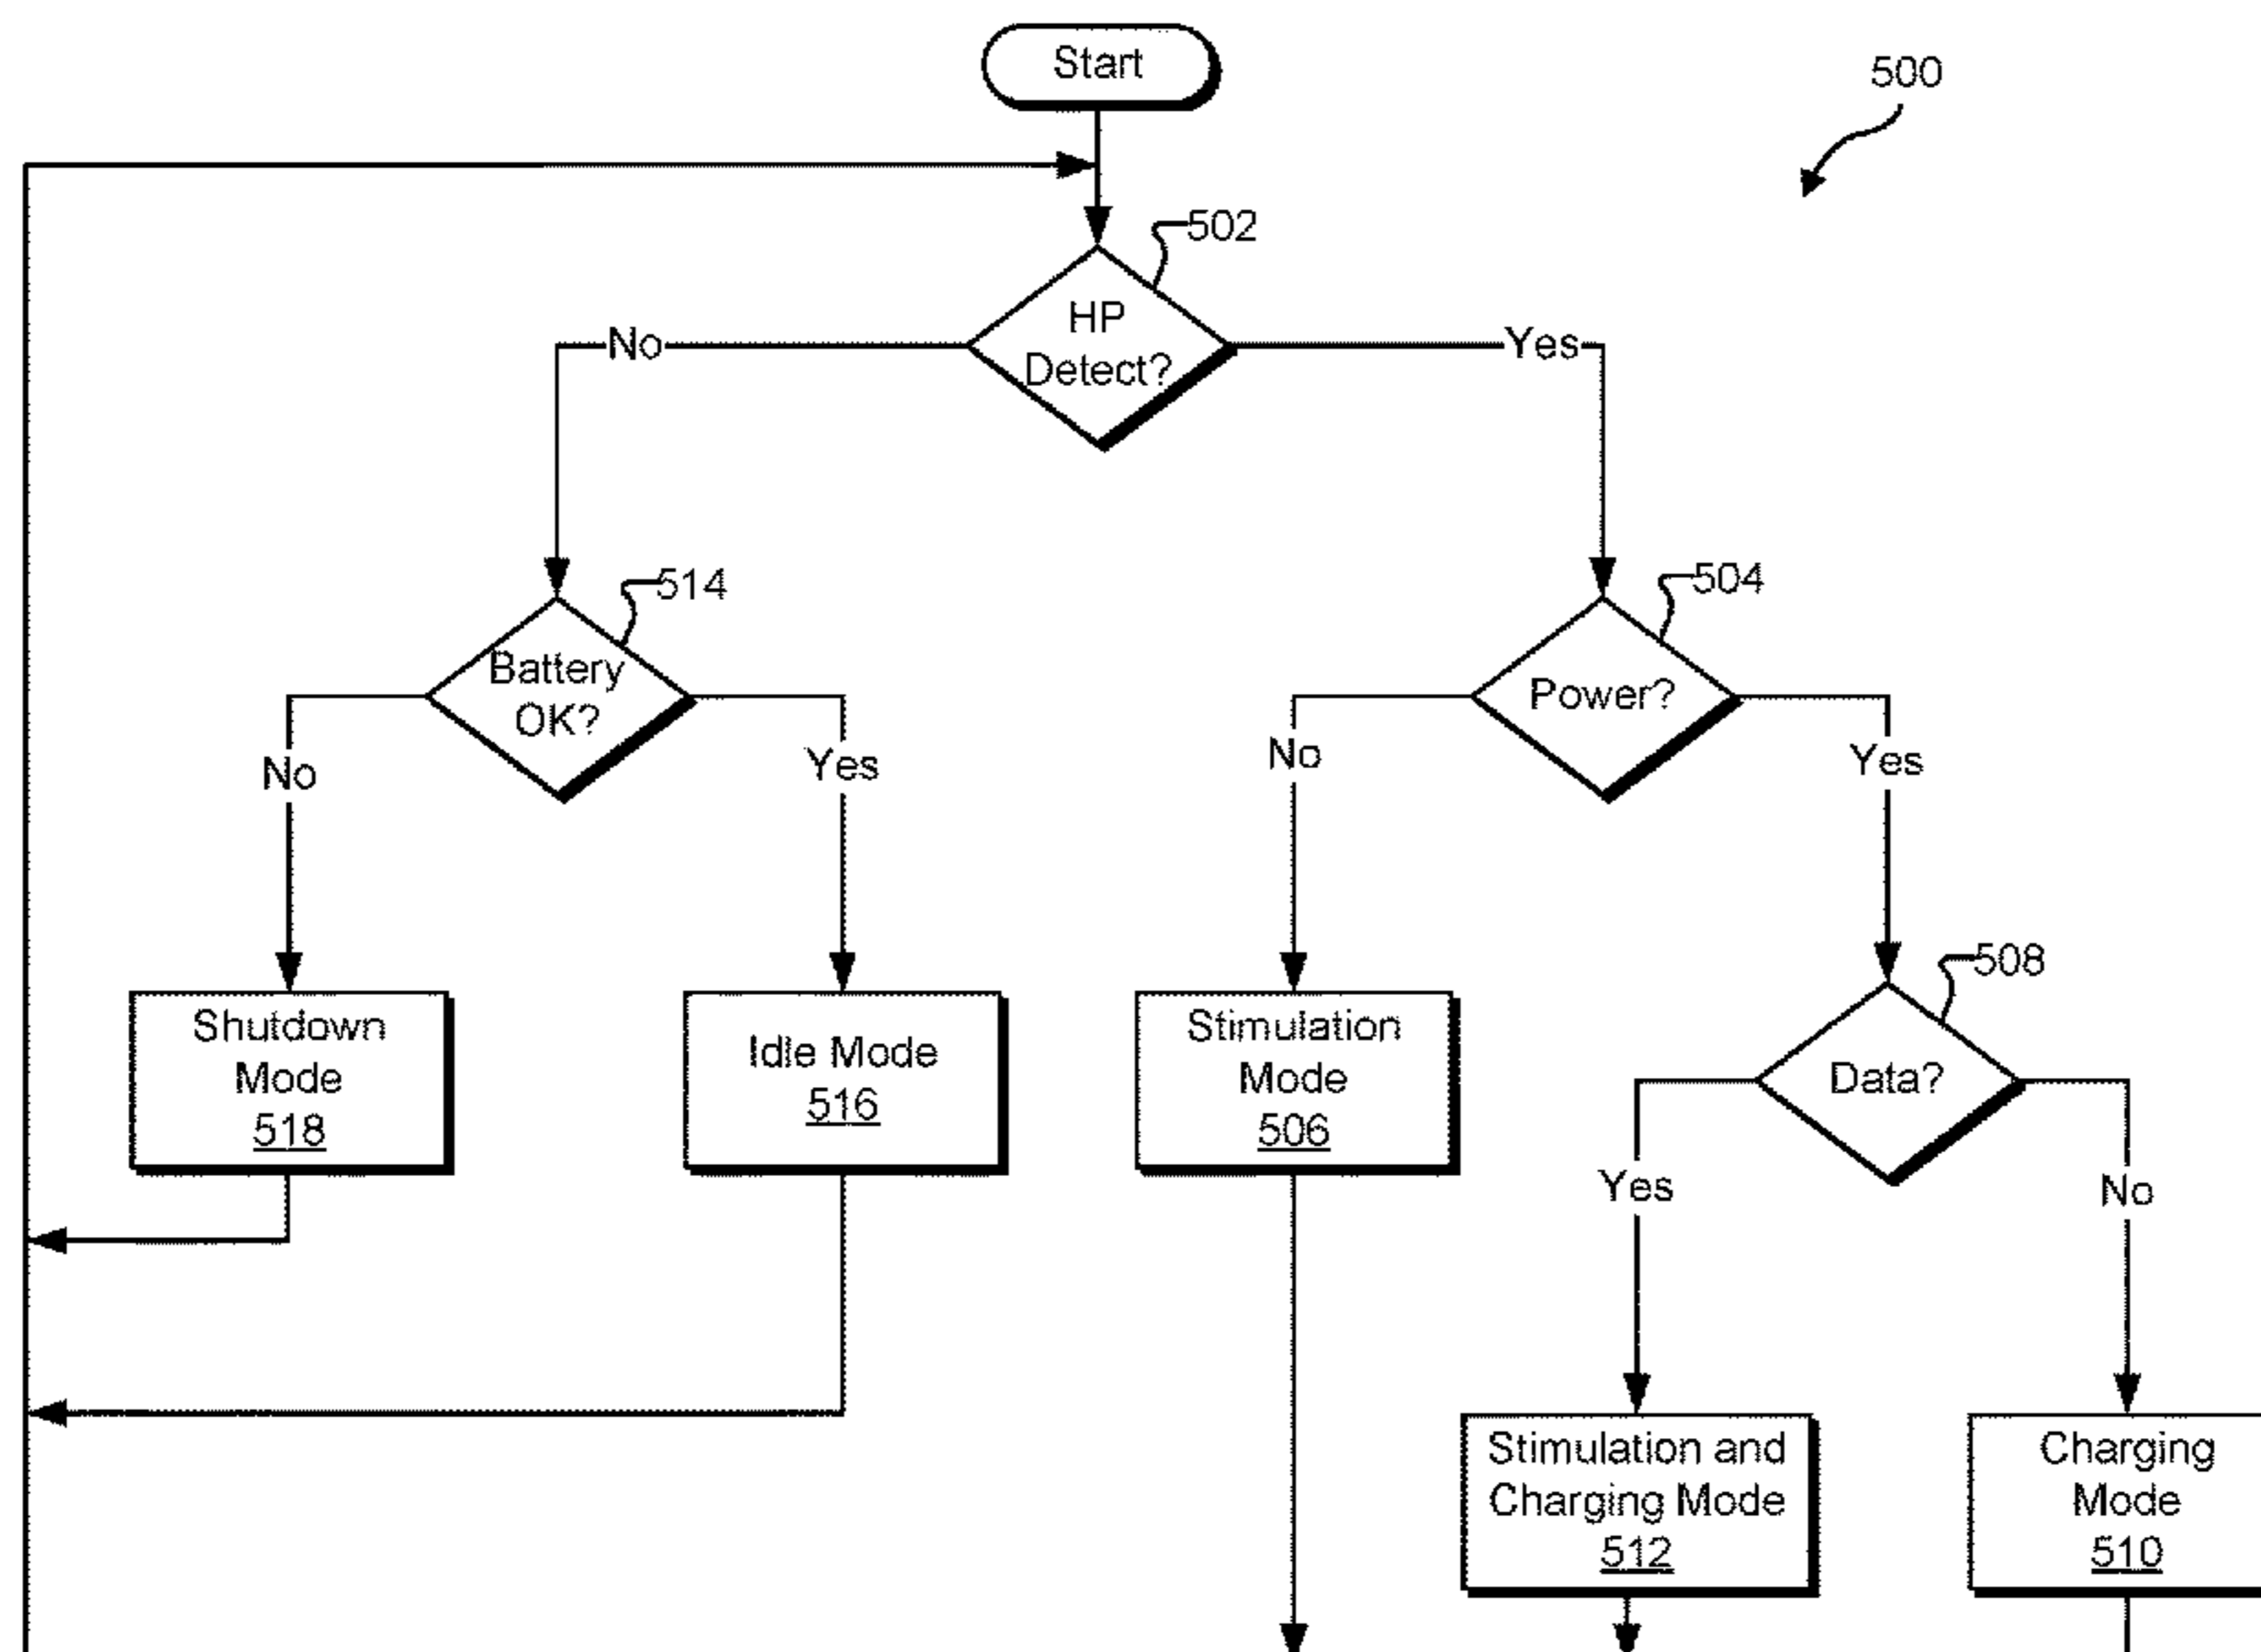 Start
500
502
HP
Detect?
No
Yes
514
504
Battery
OK?
Power?
No
Yes
No
Yes
508
Shutdown
Mode
518
Idle Mode
516
Stimulation
Mode
506
Data?
Yes
No
Stimulation and
Charging Mode
512
Charging
Mode
510